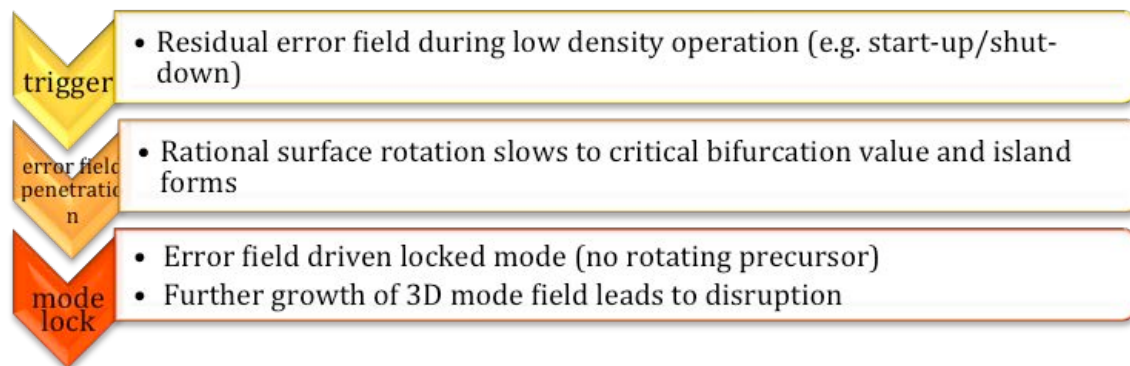 trigger
• Residual error field during low density operation (e.g. start-up/shut-
down)
error field
penetratio
n
• Rational surface rotation slows to critical bifurcation value and island
forms
mode
lock
• Error field driven locked mode (no rotating precursor)
• Further growth of 3D mode field leads to disruption